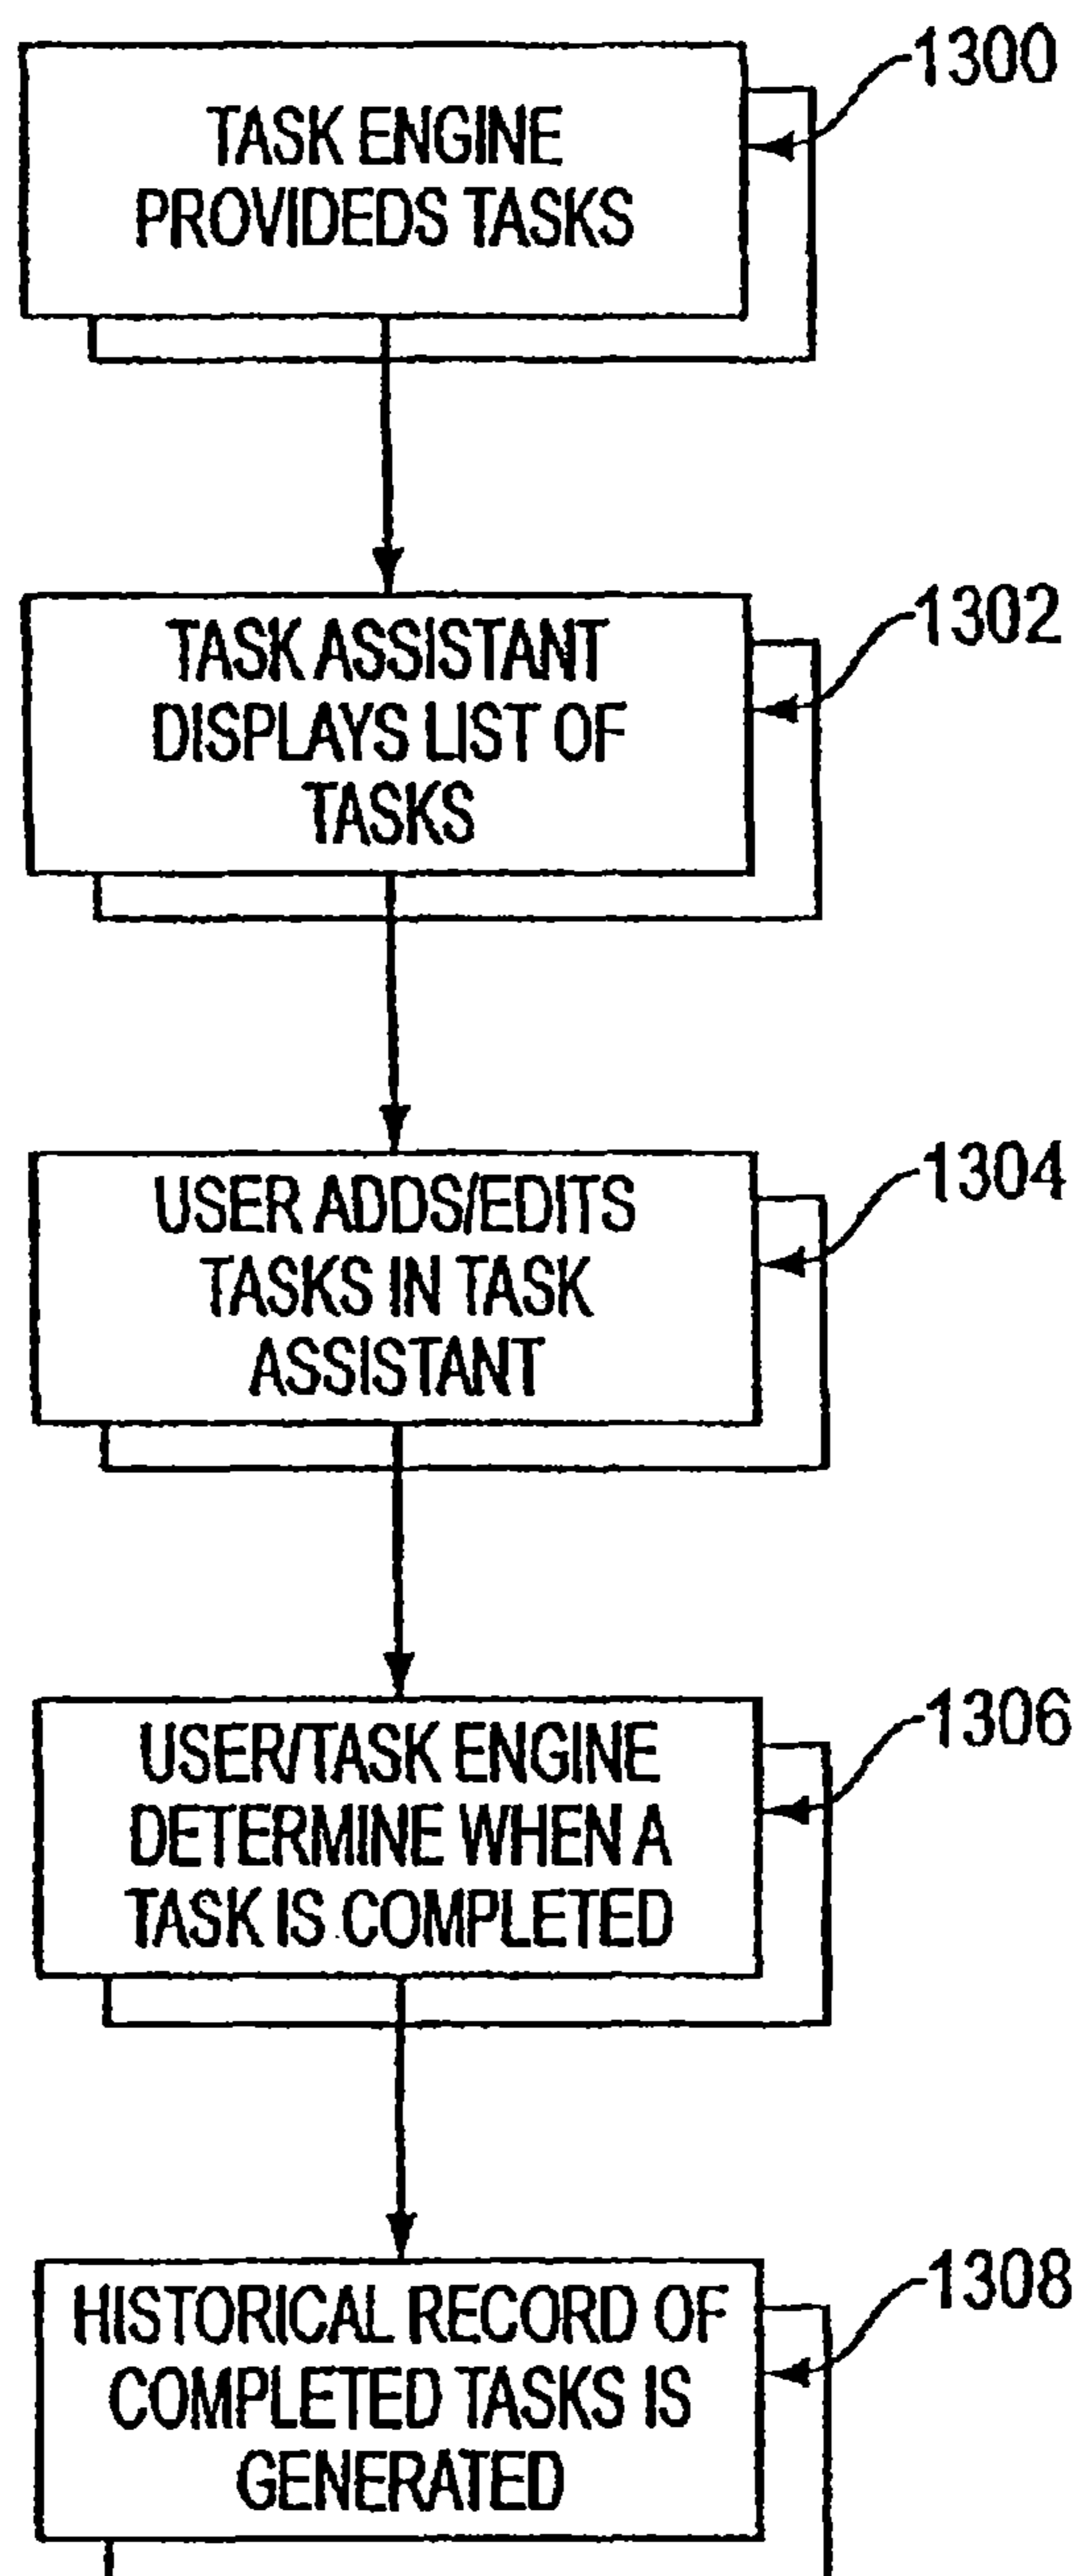 1300
TASK ENGINE
PROVIDEDS TASKS
1302
TASK ASSISTANT
DISPLAYS LIST OF
TASKS
1304
USER ADDS/EDITS
TASKS IN TASK
ASSISTANT
1306
USER/TASK ENGINE
DETERMINE WHEN A
TASK IS COMPLETED
1308
HISTORICAL RECORD OF
COMPLETED TASKS IS
GENERATED